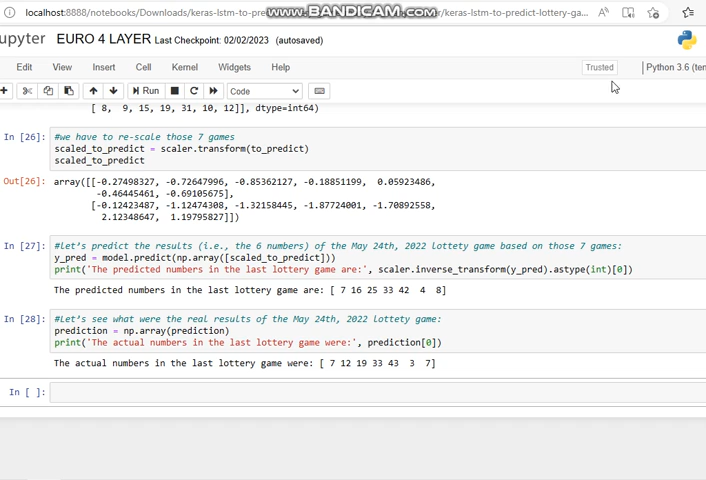 localhost:8888/notebooks/Downloads/keras-lstm-to-pre
www.BANDICAM.com
er/keras-lstm-to-predict-lottery-ga...
upyter EURO 4 LAYER Last Checkpoint: 02/02/2023 (autosaved)
Edit View Insert Cell Kernel Widgets Help
Trusted Python 3.6 (ten
Run Code
[ 8, 9, 15, 19, 31, 10, 12]], dtype=int64)
In [26]: #we have to re-scale those 7 games
scaled_to_predict = scaler.transform(to_predict)
scaled_to_predict
Out[26]: array([[-0.27498327, -0.72647996, -0.85362127, -0.18851199, 0.05923486,
-0.46445461, -0.69105675],
[-0.12423487, -1.12474308, -1.32158445, -1.87724001, -1.70892558,
2.12348647, 1.19795827]])
In [27]: #let's predict the results (i.e., the 6 numbers) of the May 24th, 2022 lottety game based on those 7 games:
y_pred = model.predict(np.array([scaled_to_predict]))
print('The predicted numbers in the last lottery game are:', scaler.inverse_transform(y_pred).astype(int)[0])
The predicted numbers in the last lottery game are: [ 7 16 25 33 42 4 8]
In [28]: #Let's see what were the real results of the May 24th, 2022 lottety game:
prediction = np.array(prediction)
print('The actual numbers in the last lottery game were:', prediction[0])
The actual numbers in the last lottery game were: [ 7 12 19 33 43 3 7]
In [ ]: